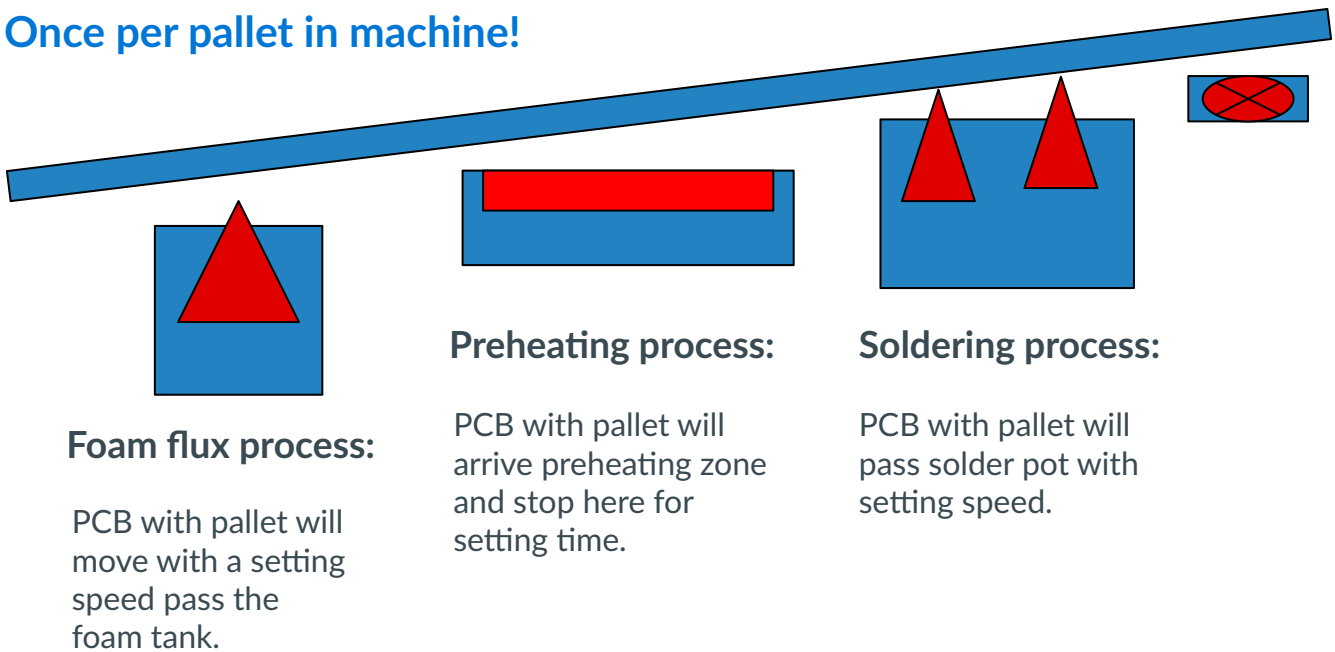 Once per pallet in machine!
Foam flux process:
PCB with pallet will
move with a setting
speed pass the
foam tank.
Preheating process:
PCB with pallet will
arrive preheating zone
and stop here for
setting time.
Soldering process:
PCB with pallet will
pass solder pot with
setting speed.